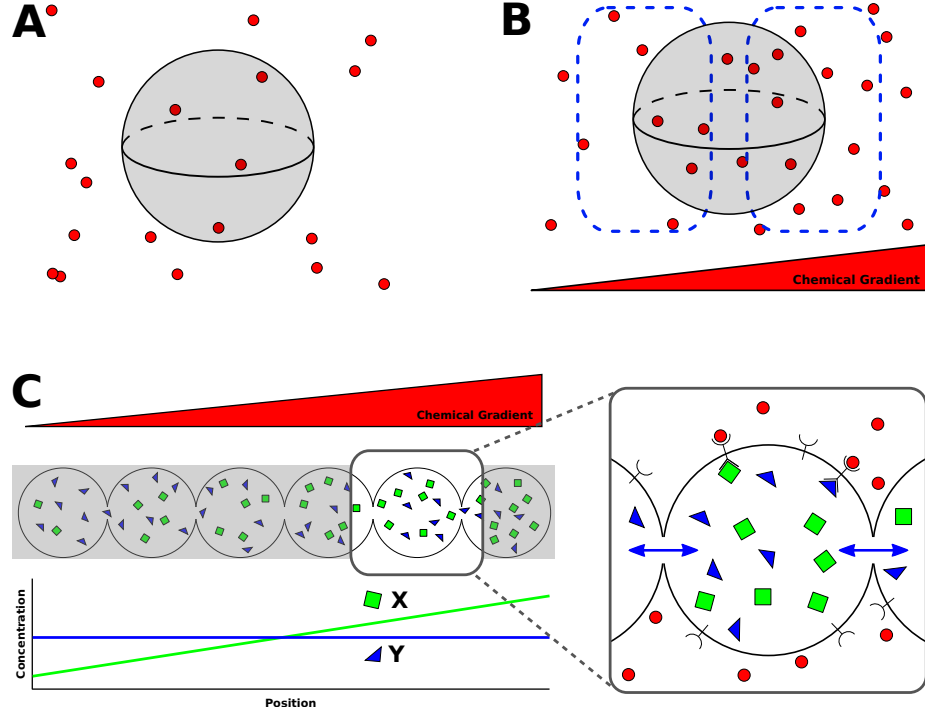 A
B
Chemical Gradient
C
Chemical Gradient
X
Y
Concentration
Position